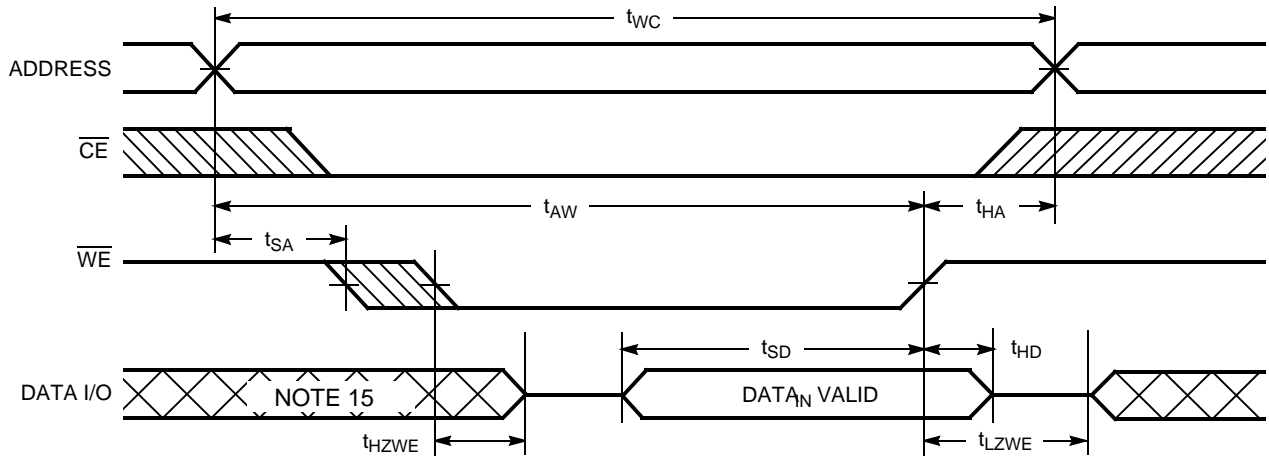 tWC
ADDRESS
CE
tAW
tHA
tSA
WE
tSD
tHD
DATA I/O
NOTE 15
DATAIN VALID
tHZWE
tLZWE